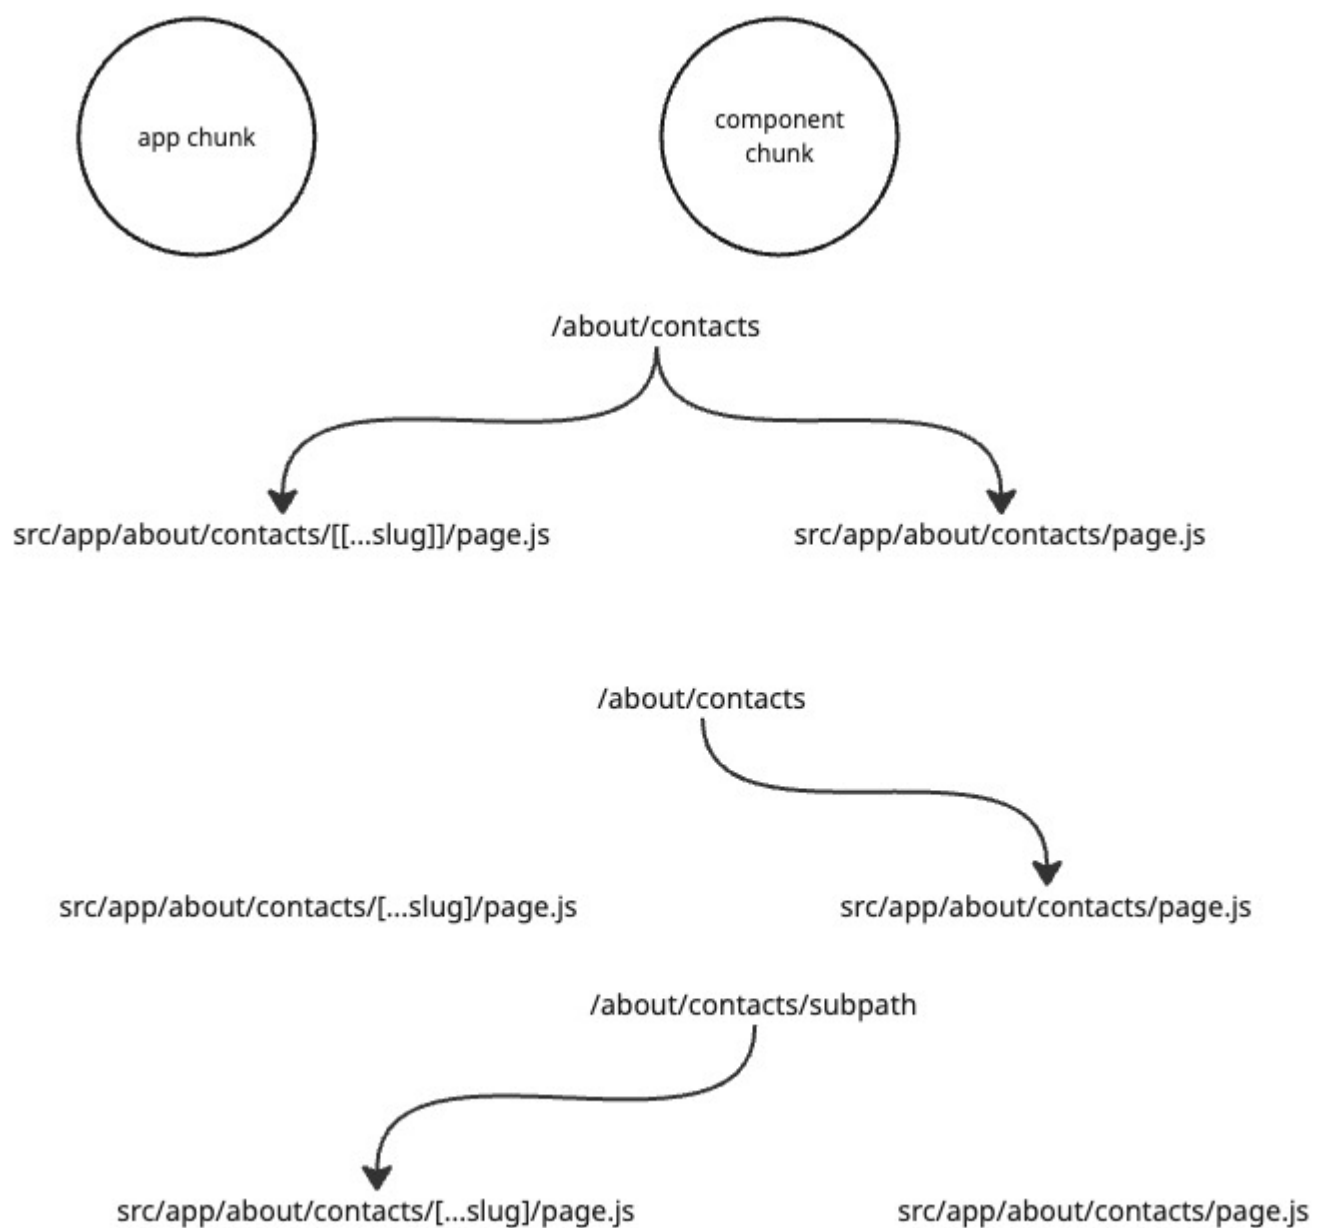 app chunk
component
chunk
/about/contacts
src/app/about/contacts/[[...slug]]/page.js
src/app/about/contacts/page.js
/about/contacts
src/app/about/contacts/[...slug]/page.js
src/app/about/contacts/page.js
/about/contacts/subpath
src/app/about/contacts/[...slug]/page.js
src/app/about/contacts/page.js